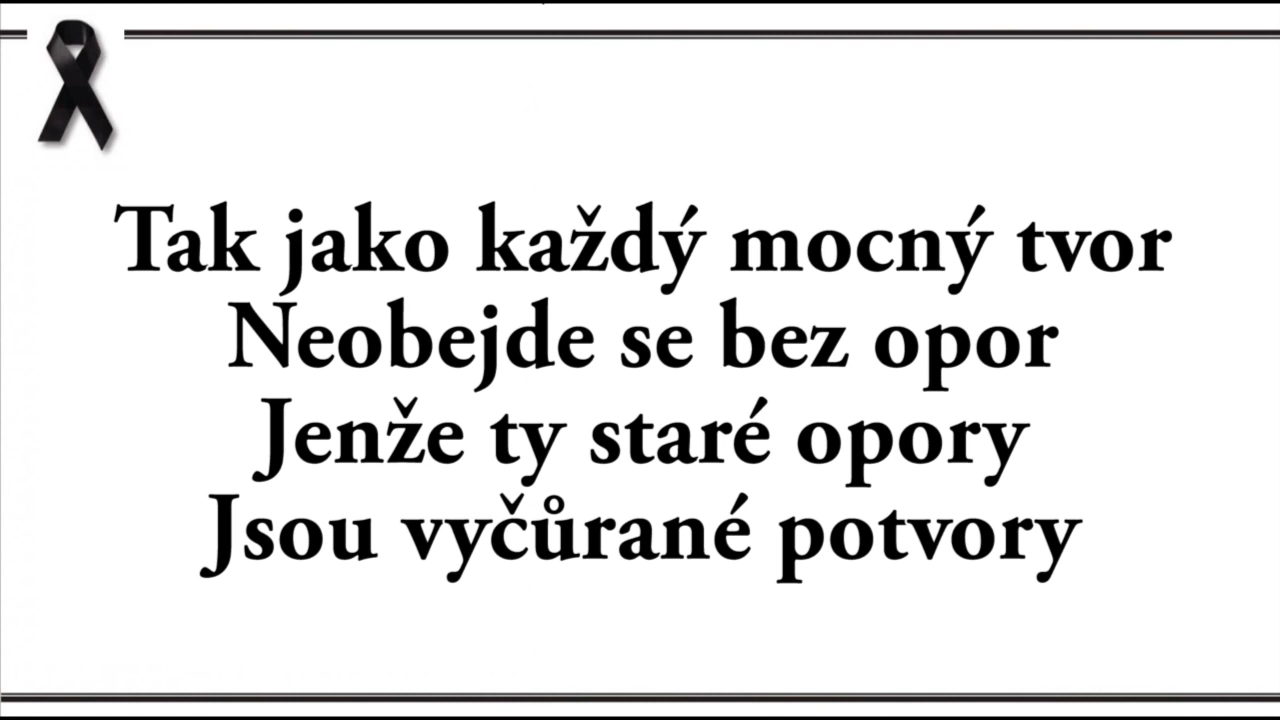 Tak jako každý mocný tvor
Neobejde se bez opor
Jenže ty staré opory
Jsou vyčůrané potvory